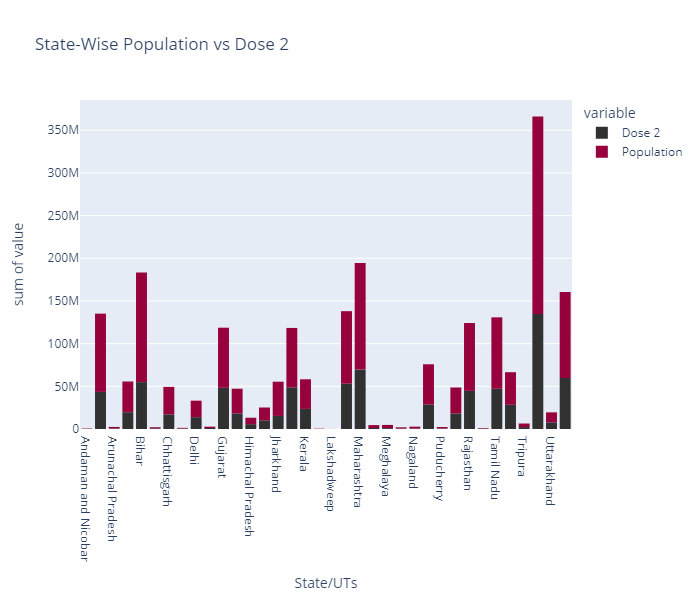 State-Wise Population vs Dose 2
variable
Dose 2
Population
350M
300M
250M
200M
150M
100M
50M
0
sum of value
Andaman and Nicobar
Arunachal Pradesh
Bihar
Chhattisgarh
Delhi
Gujarat
Himachal Pradesh
Jharkhand
Kerala
Lakshadweep
Maharashtra
Meghalaya
Nagaland
Puducherry
Rajasthan
Tamil Nadu
Tripura
Uttarakhand
State/UTs